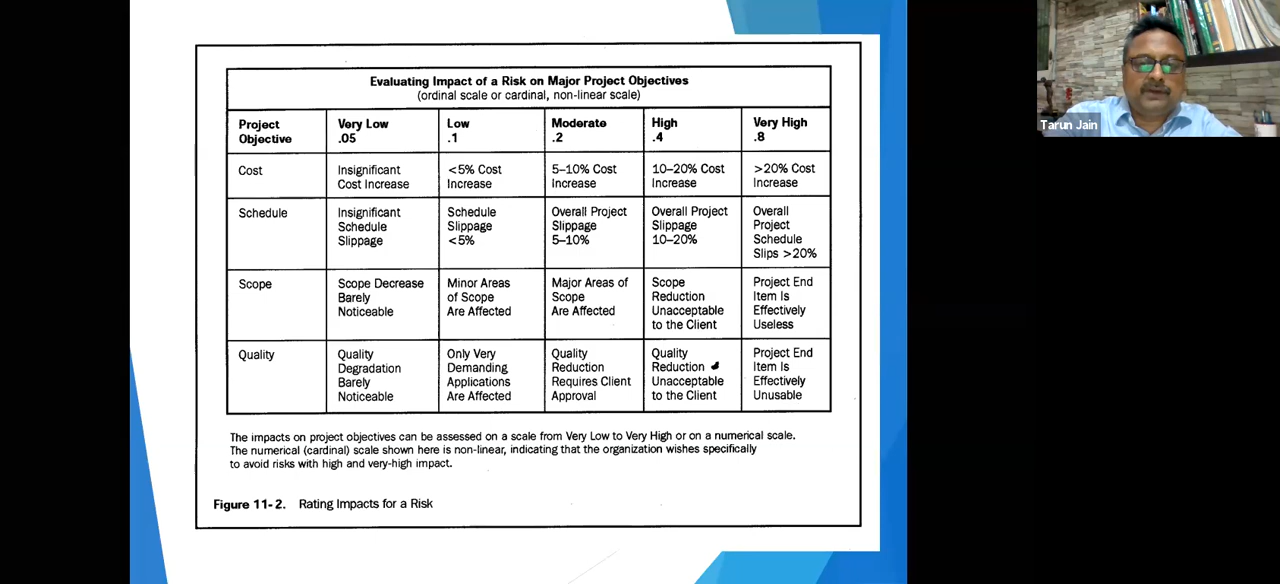 Evaluating Impact of a Risk on Major Project Objectives
(ordinal scale or cardinal, non-linear scale)
Project
Objective
Very Low
.05
Low
.1
Moderate
.2
High
.4
Very High
.8
Cost
Insignificant
Cost Increase
<5% Cost
Increase
5–10% Cost
Increase
10–20% Cost
Increase
>20% Cost
Increase
Schedule
Insignificant
Schedule
Slippage
Schedule
Slippage
<5%
Overall Project
Slippage
5–10%
Overall Project
Slippage
10–20%
Overall
Project
Schedule
Slips >20%
Scope
Scope Decrease
Barely
Noticeable
Minor Areas
of Scope
Are Affected
Major Areas of
Scope
Are Affected
Scope
Reduction
Unacceptable
to the Client
Project End
Item Is
Effectively
Useless
Quality
Quality
Degradation
Barely
Noticeable
Only Very
Demanding
Applications
Are Affected
Quality
Reduction
Requires Client
Approval
Quality
Reduction
Unacceptable
to the Client
Project End
Item Is
Effectively
Unusable
The impacts on project objectives can be assessed on a scale from Very Low to Very High or on a numerical scale.
The numerical (cardinal) scale shown here is non-linear, indicating that the organization wishes specifically
to avoid risks with high and very-high impact.
Figure 11-2. Rating Impacts for a Risk
Tarun Jain